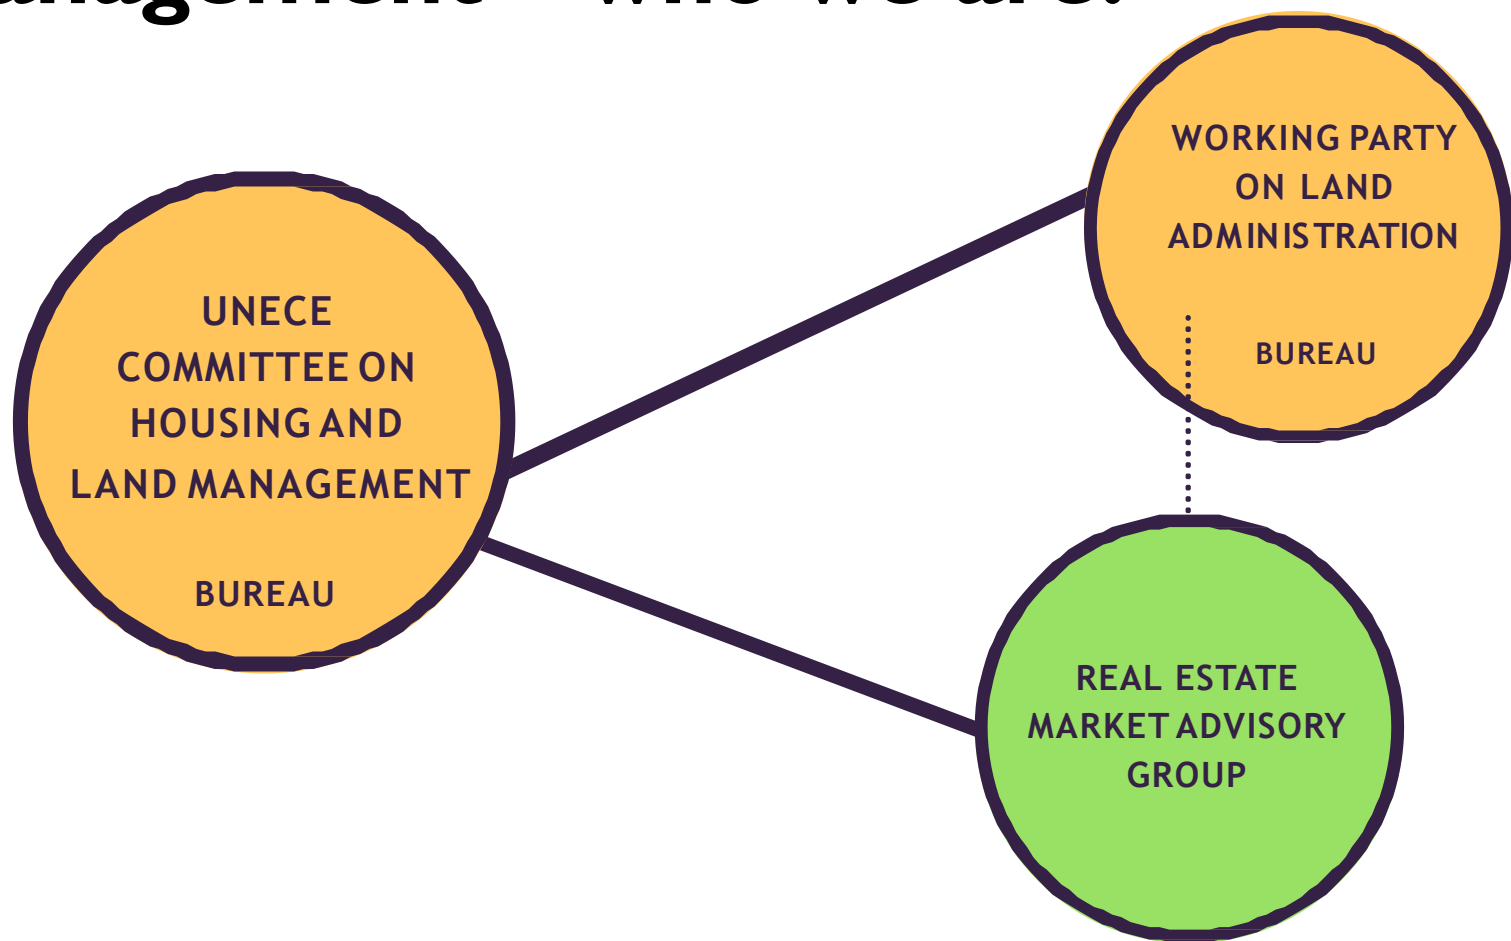 UNECE
COMMITTEE ON
HOUSING AND
LAND MANAGEMENT
BUREAU
WORKING PARTY
ON LAND
ADMINISTRATION
BUREAU
REAL ESTATE
MARKET ADVISORY
GROUP